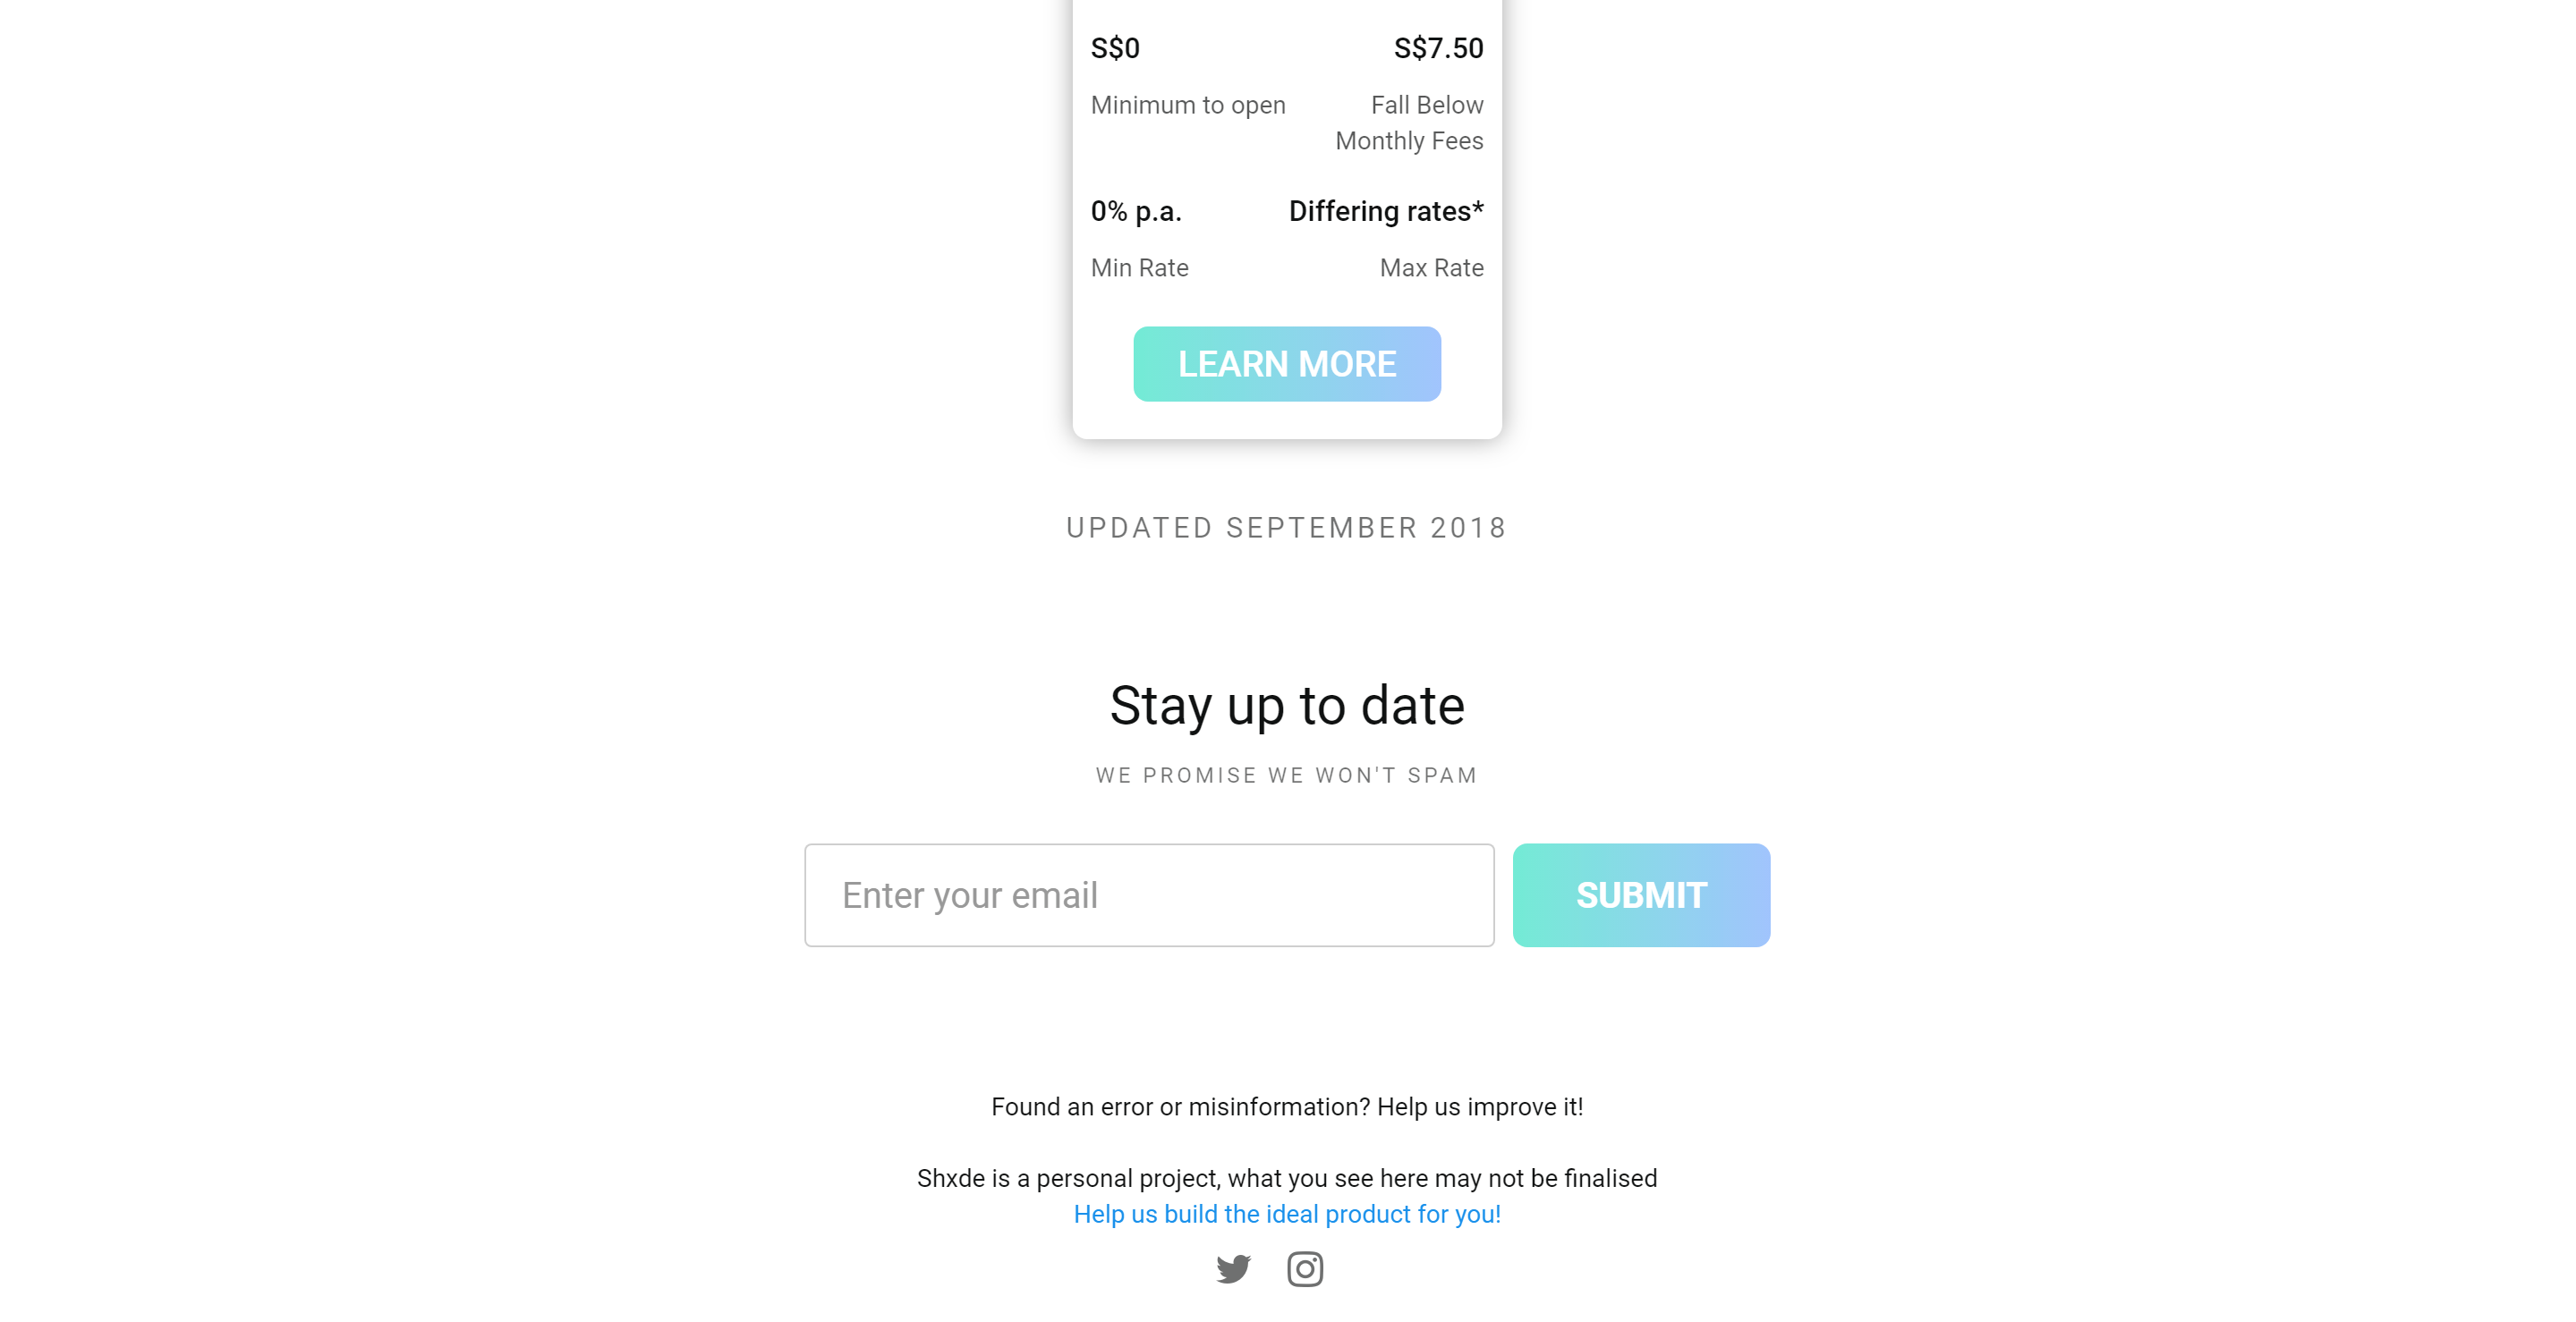 S$0 S$7.50
Minimum to open Fall Below
Monthly Fees
0% p.a. Differing rates*
Min Rate Max Rate
LEARN MORE
UPDATED SEPTEMBER 2018
Stay up to date
WE PROMISE WE WON'T SPAM
Enter your email SUBMIT
Found an error or misinformation? Help us improve it!
Shxde is a personal project, what you see here may not be finalised
Help us build the ideal product for you!